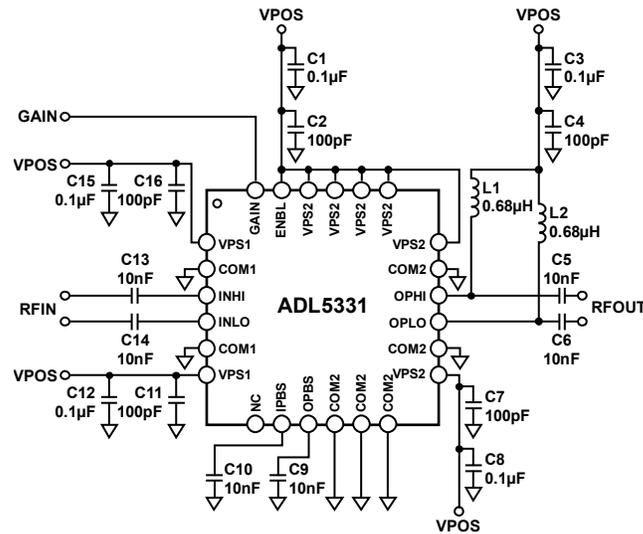 VPOS
VPOS
C1
0.1µF
C3
0.1µF
GAIN
C2
100pF
C4
100pF
VPOS
C15
0.1µF
C16
100pF
GAIN
ENBL
VPS2
VPS2
VPS2
VPS2
L1
0.68µH
L2
0.68µH
VPS1
VPS2
C13
10nF
COM1
COM2
C5
10nF
RFIN
INHI
ADL5331
OPHI
RFOUT
INLO
OPLO
C14
10nF
COM1
COM2
C6
10nF
VPOS
VPS1
VPS2
C12
0.1µF
C11
100pF
NC
IPBS
OPBS
COM2
COM2
COM2
C7
100pF
C10
10nF
C9
10nF
C8
0.1µF
VPOS